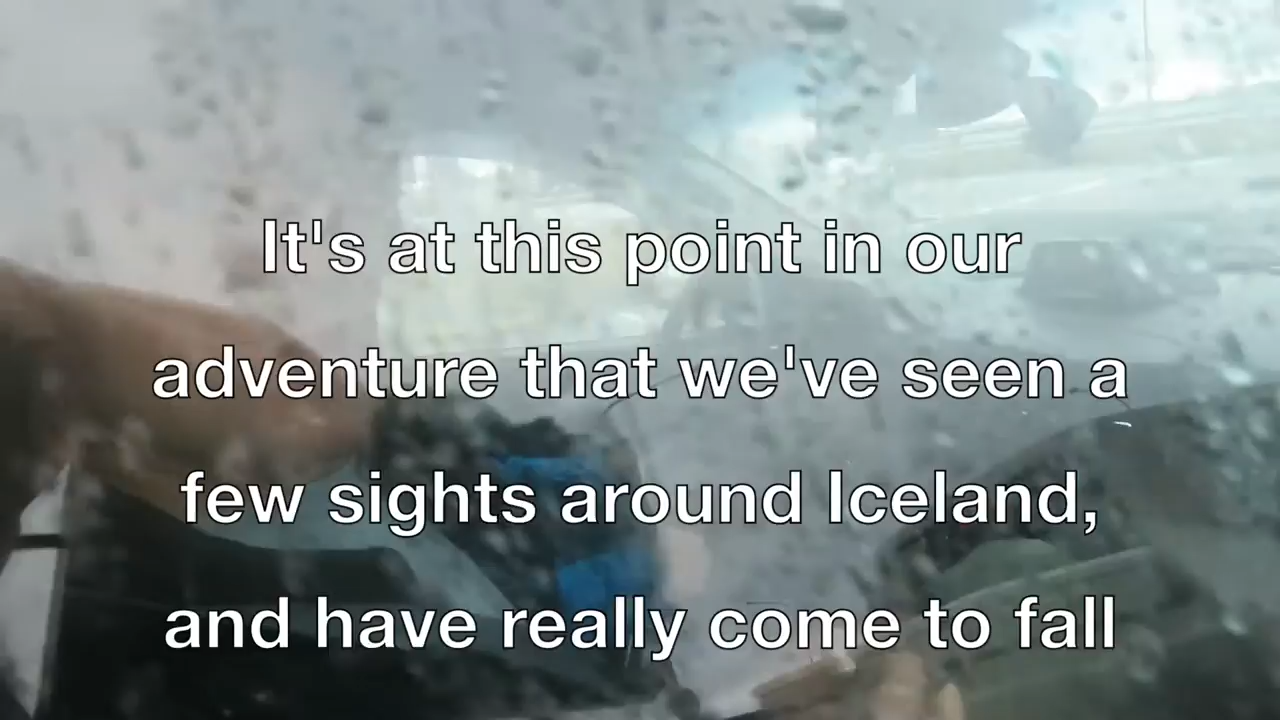 It's at this point in our
adventure that we've seen a
few sights around Iceland,
and have really come to fall